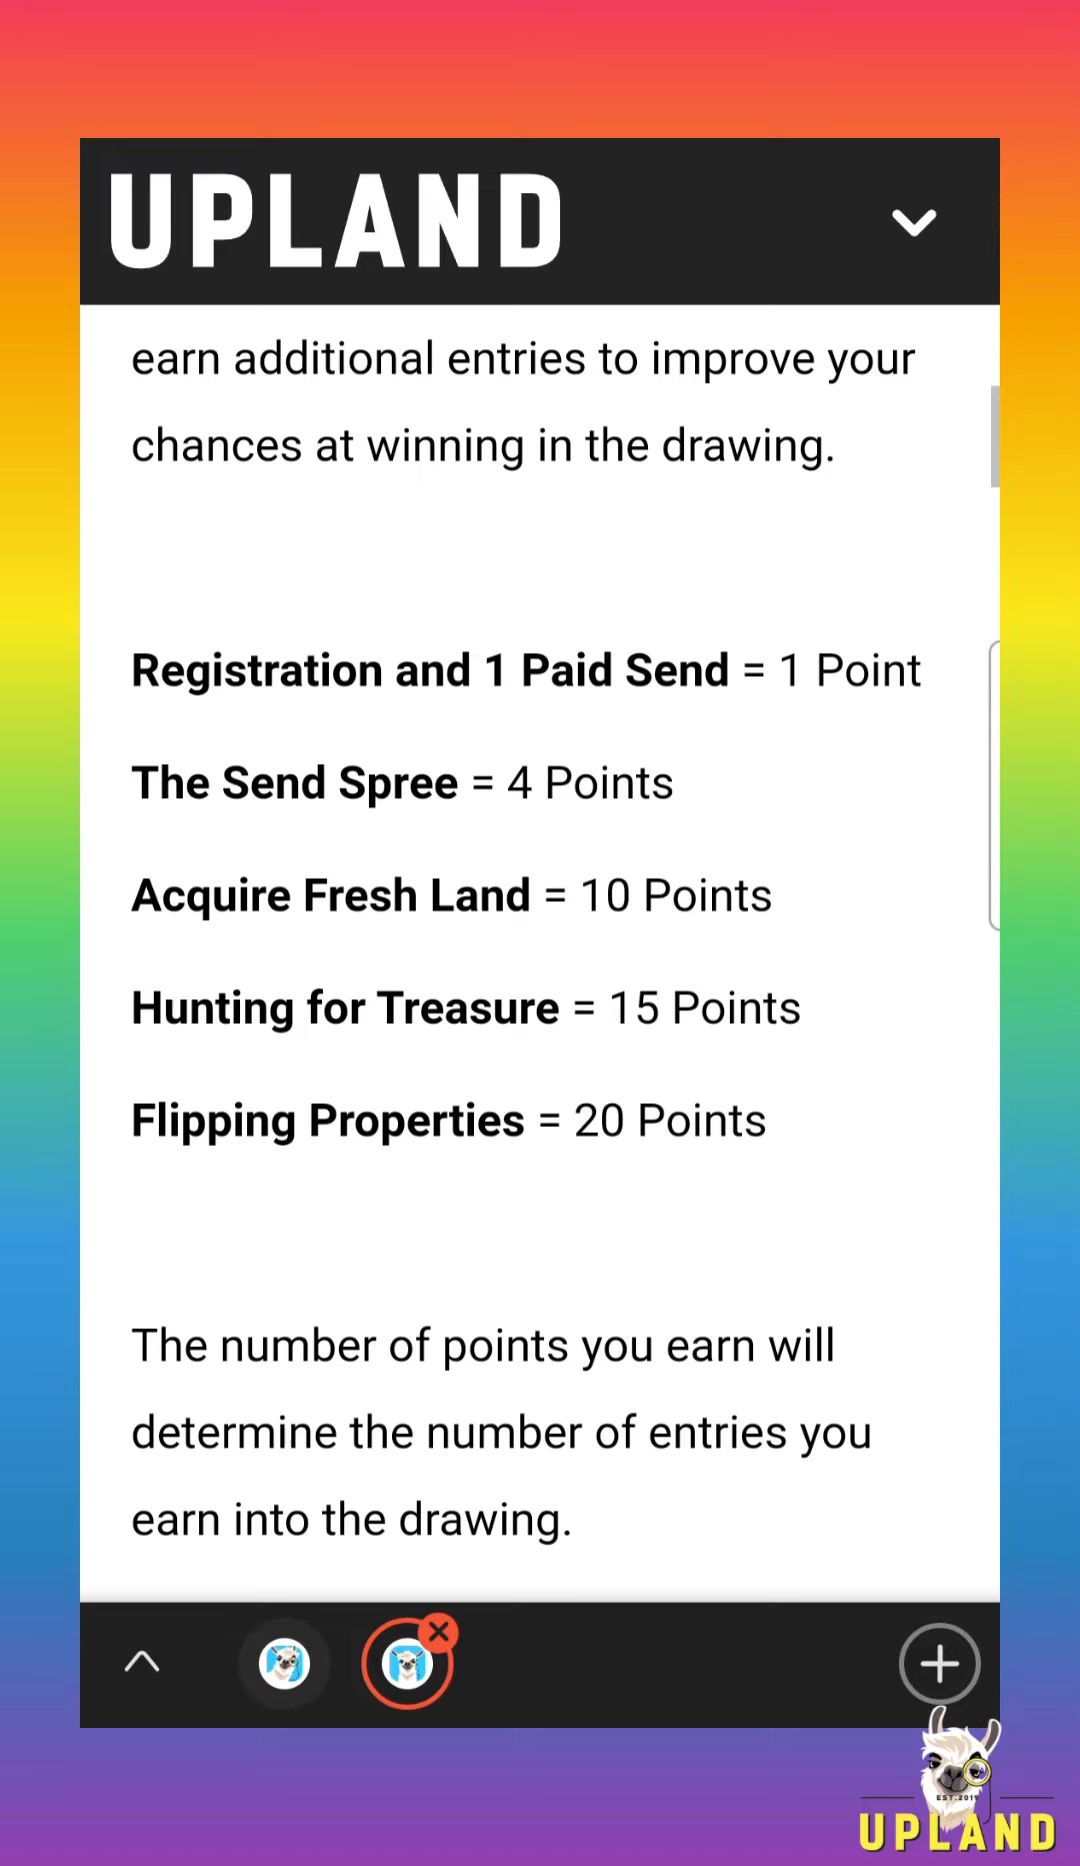 UPLAND
earn additional entries to improve your
chances at winning in the drawing.
Registration and 1 Paid Send = 1 Point
The Send Spree = 4 Points
Acquire Fresh Land = 10 Points
Hunting for Treasure = 15 Points
Flipping Properties = 20 Points
The number of points you earn will
determine the number of entries you
earn into the drawing.
EST.2019
UPLAND